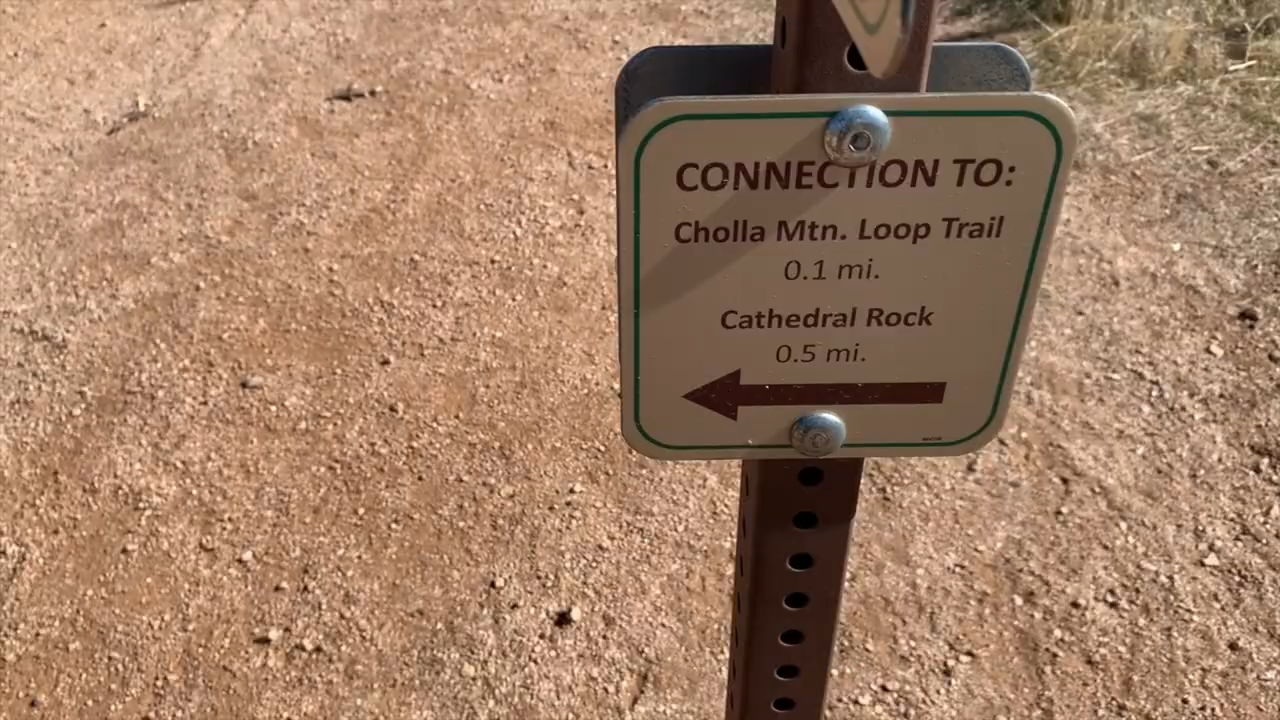 CONNECTION TO:
Cholla Mtn. Loop Trail
0.1 mi.
Cathedral Rock
0.5 mi.